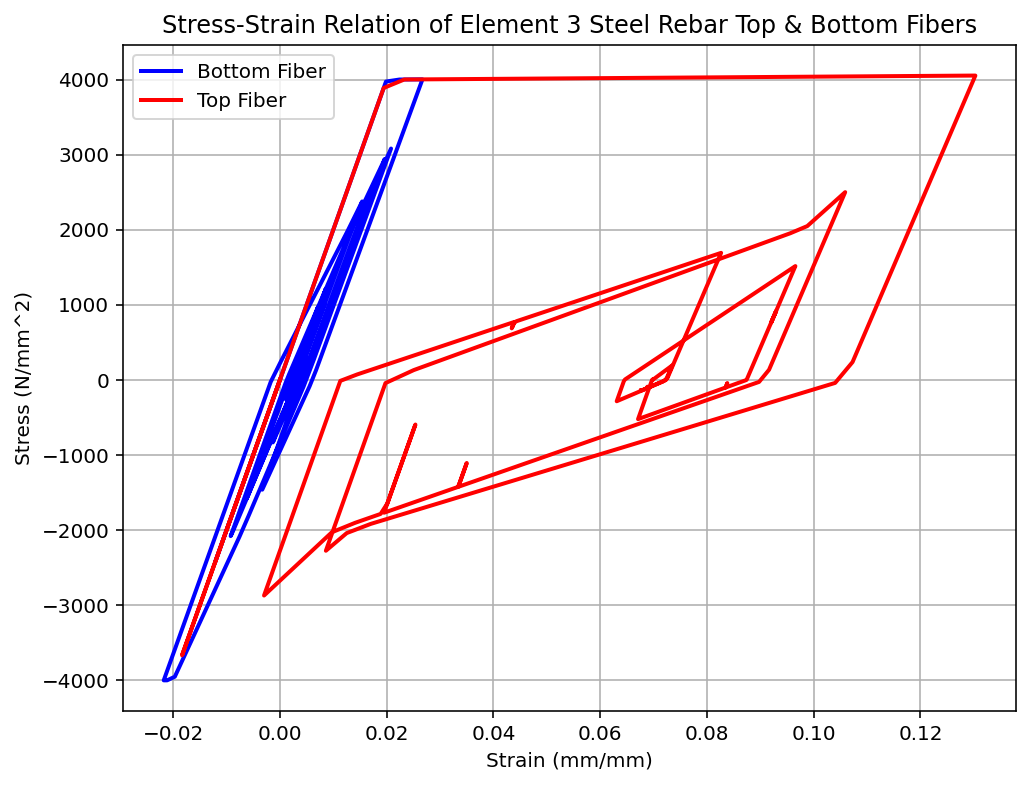 Stress-Strain Relation of Element 3 Steel Rebar Top & Bottom Fibers
Bottom Fiber
Top Fiber
Stress (N/mm^2)
4000
3000
2000
1000
0
−1000
−2000
−3000
−4000
−0.02 0.00 0.02 0.04 0.06 0.08 0.10 0.12
Strain (mm/mm)